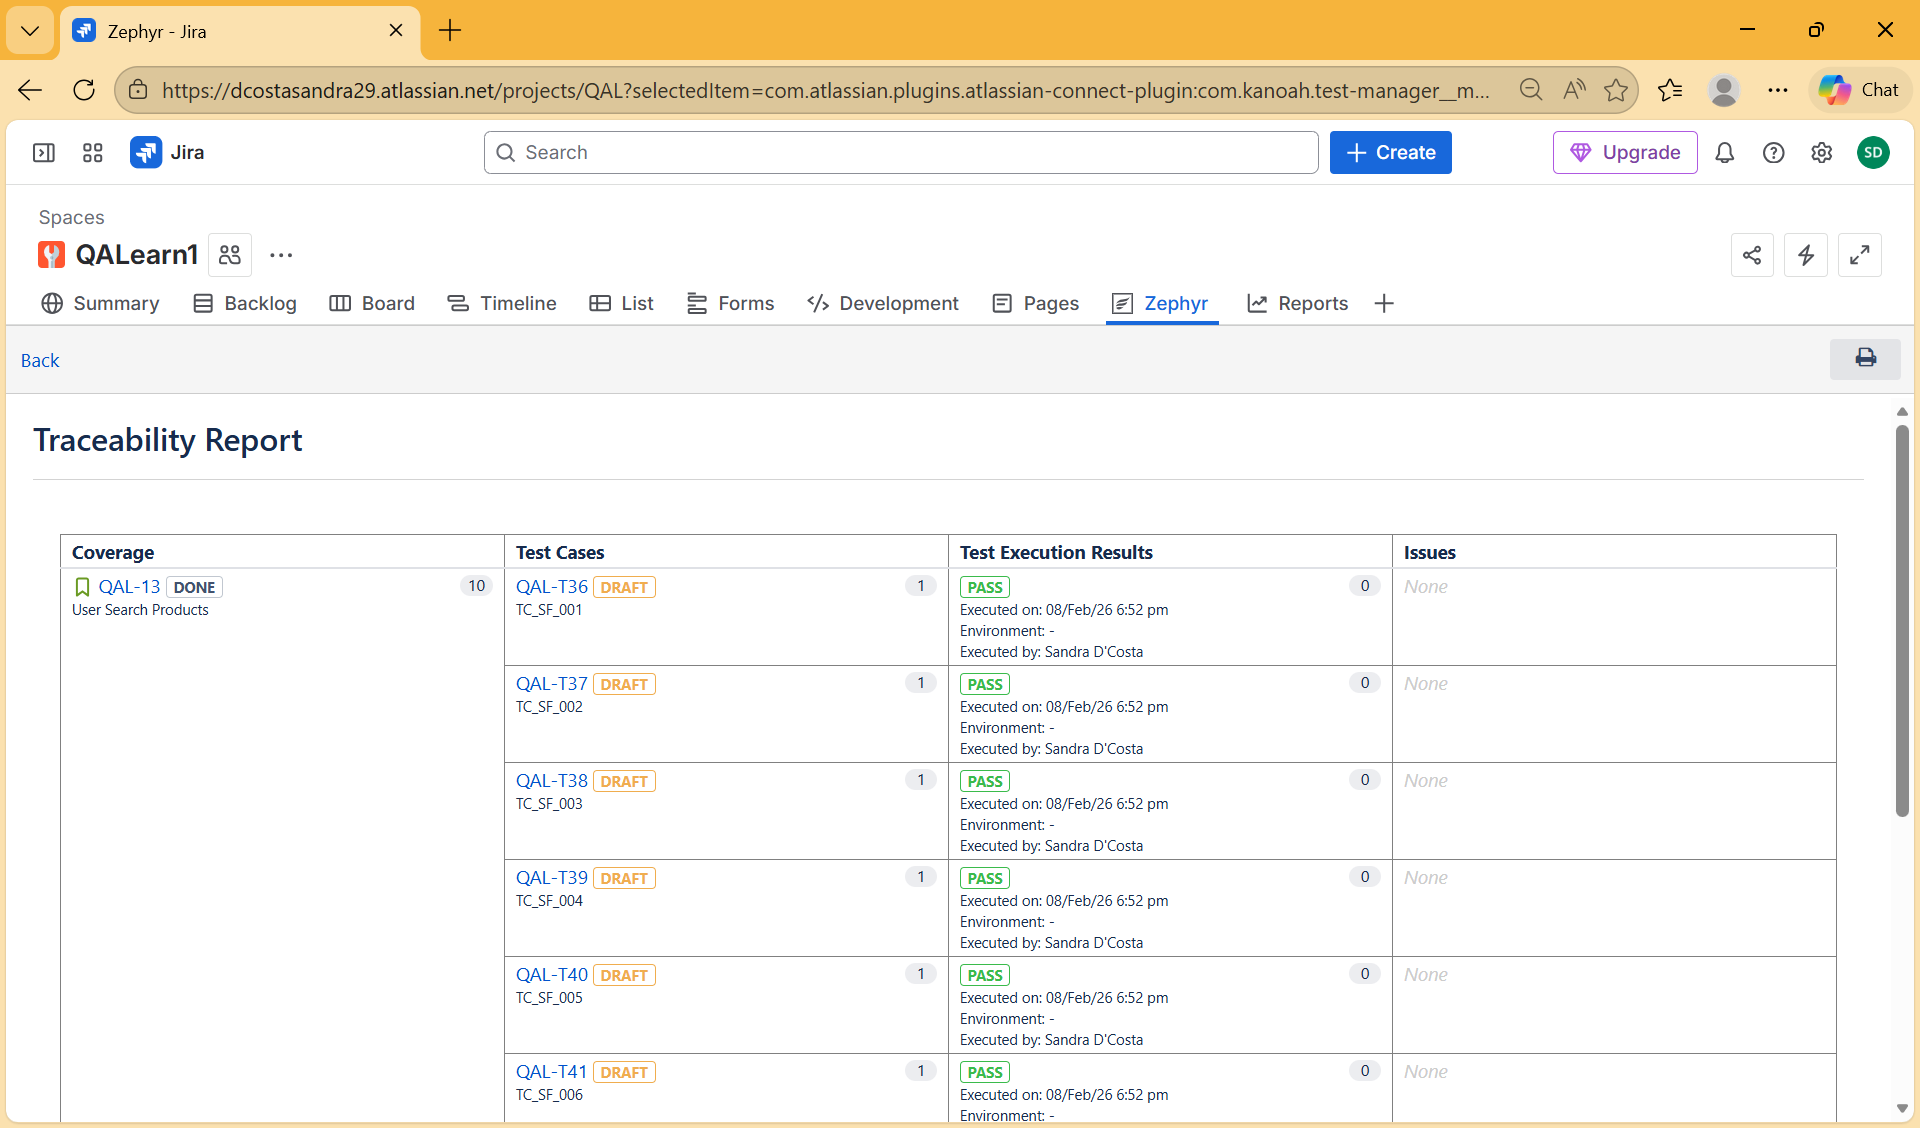 Zephyr - Jira
https://dcostasandra29.atlassian.net/projects/QAL?selectedItem=com.atlassian.plugins.atlassian-connect-plugin:com.kanoah.test-manager__m...
Chat
Jira
Search
Create
Upgrade
SD
Spaces
QALearn1
Summary
Backlog
Board
Timeline
List
Forms
Development
Pages
Zephyr
Reports
Back
Traceability Report
Coverage Test Cases Test Execution Results Issues
QAL-13 DONE 10 QAL-T36 DRAFT 1 PASS 0 None
User Search Products TC_SF_001 Executed on: 08/Feb/26 6:52 pm
Environment: -
Executed by: Sandra D'Costa
QAL-T37 DRAFT 1 PASS 0 None
TC_SF_002 Executed on: 08/Feb/26 6:52 pm
Environment: -
Executed by: Sandra D'Costa
QAL-T38 DRAFT 1 PASS 0 None
TC_SF_003 Executed on: 08/Feb/26 6:52 pm
Environment: -
Executed by: Sandra D'Costa
QAL-T39 DRAFT 1 PASS 0 None
TC_SF_004 Executed on: 08/Feb/26 6:52 pm
Environment: -
Executed by: Sandra D'Costa
QAL-T40 DRAFT 1 PASS 0 None
TC_SF_005 Executed on: 08/Feb/26 6:52 pm
Environment: -
Executed by: Sandra D'Costa
QAL-T41 DRAFT 1 PASS 0 None
TC_SF_006 Executed on: 08/Feb/26 6:52 pm
Environment: -